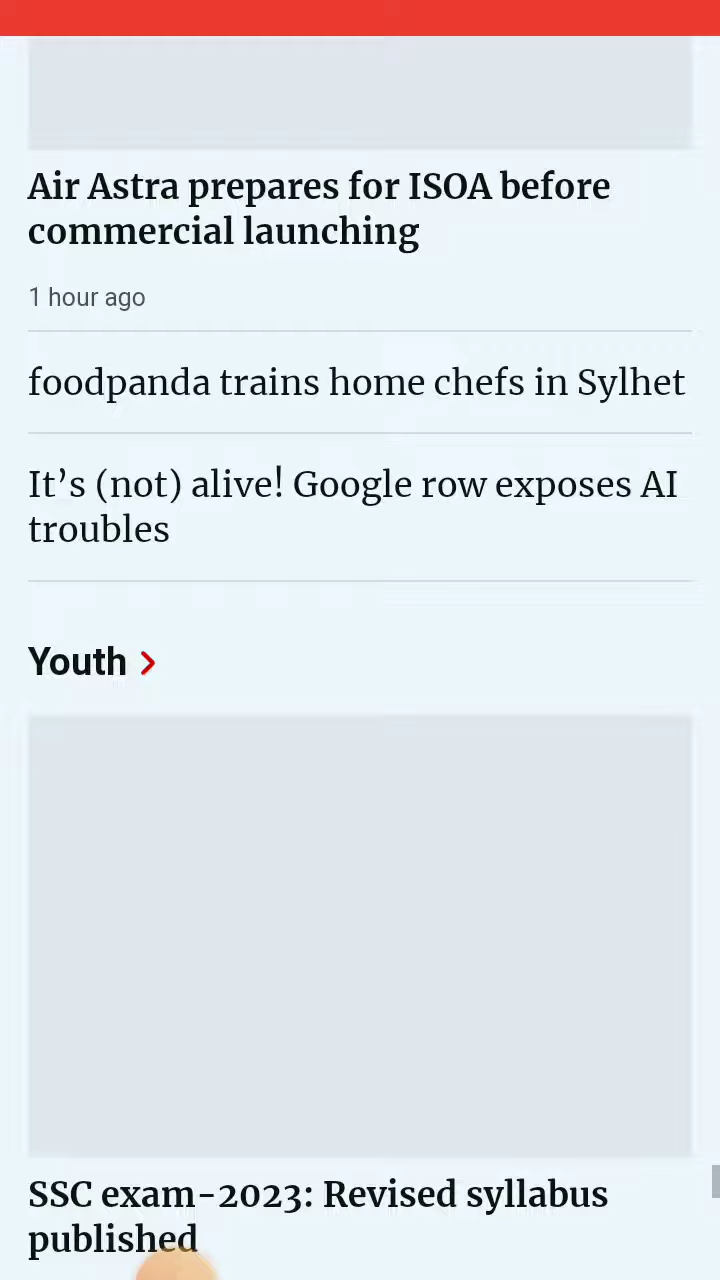 Air Astra prepares for ISOA before
commercial launching
1 hour ago
foodpanda trains home chefs in Sylhet
It’s (not) alive! Google row exposes AI
troubles
Youth
SSC exam-2023: Revised syllabus
published